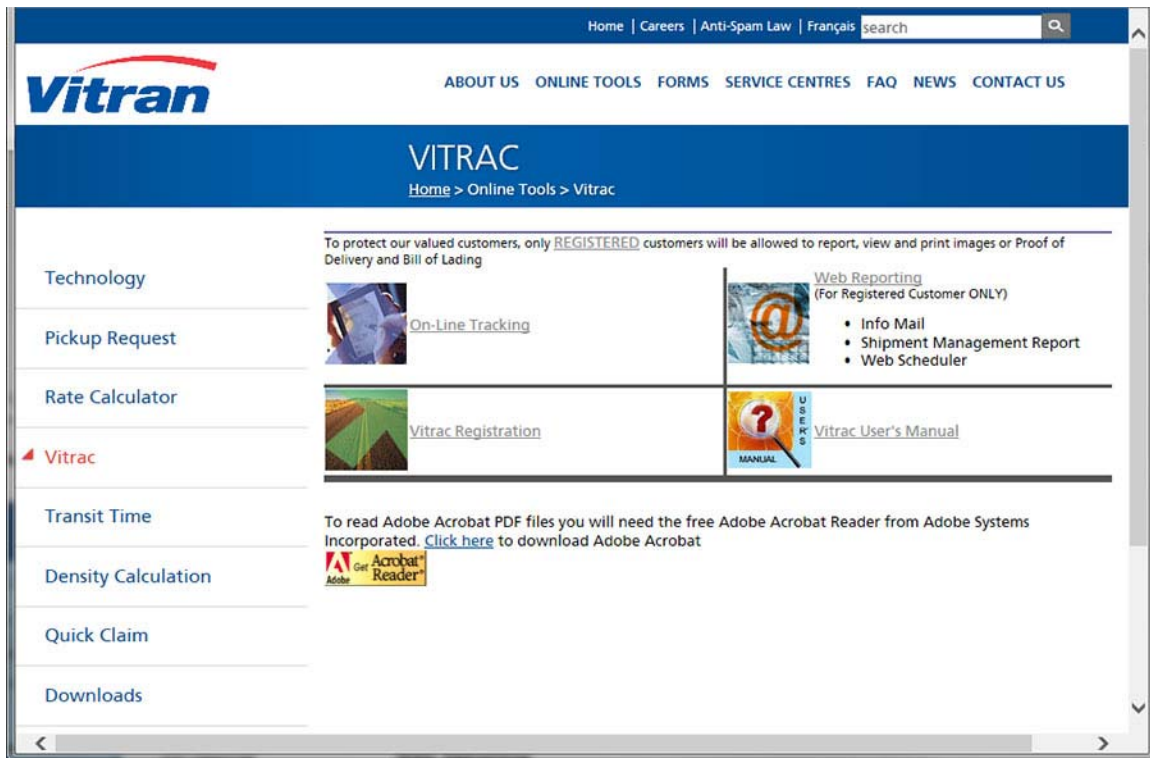 Home | Careers | Anti-Spam Law | Français search
Vitran
ABOUT US ONLINE TOOLS FORMS SERVICE CENTRES FAQ NEWS CONTACT US
VITRAC
Home > Online Tools > Vitrac
Technology
Pickup Request
Rate Calculator
Vitrac
Transit Time
Density Calculation
Quick Claim
Downloads
To protect our valued customers, only REGISTERED customers will be allowed to report, view and print images or Proof of
Delivery and Bill of Lading
On-Line Tracking
@
Web Reporting
(For Registered Customer ONLY)
• Info Mail
• Shipment Management Report
• Web Scheduler
Vitrac Registration
?
USER'S
MANUAL
Vitrac User's Manual
To read Adobe Acrobat PDF files you will need the free Adobe Acrobat Reader from Adobe Systems
Incorporated. Click here to download Adobe Acrobat
Adobe Get Acrobat®
Reader®